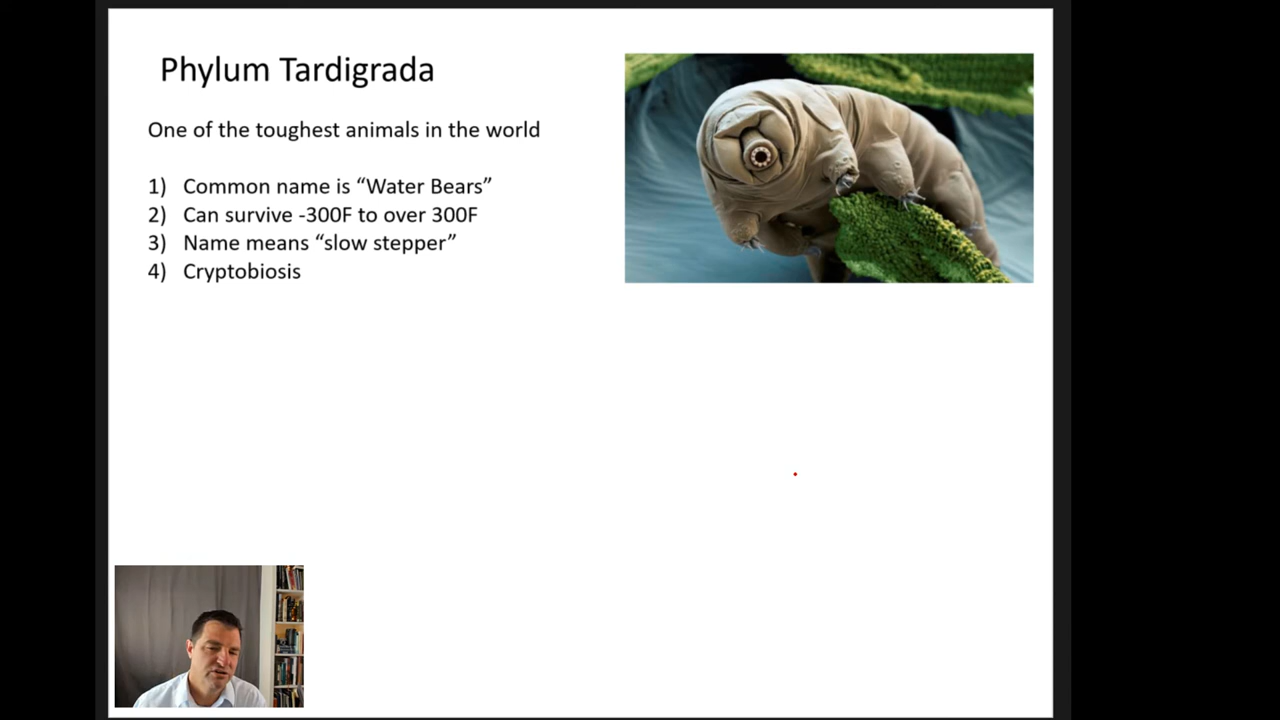 Phylum Tardigrada
One of the toughest animals in the world
1) Common name is “Water Bears”
2) Can survive -300F to over 300F
3) Name means “slow stepper”
4) Cryptobiosis